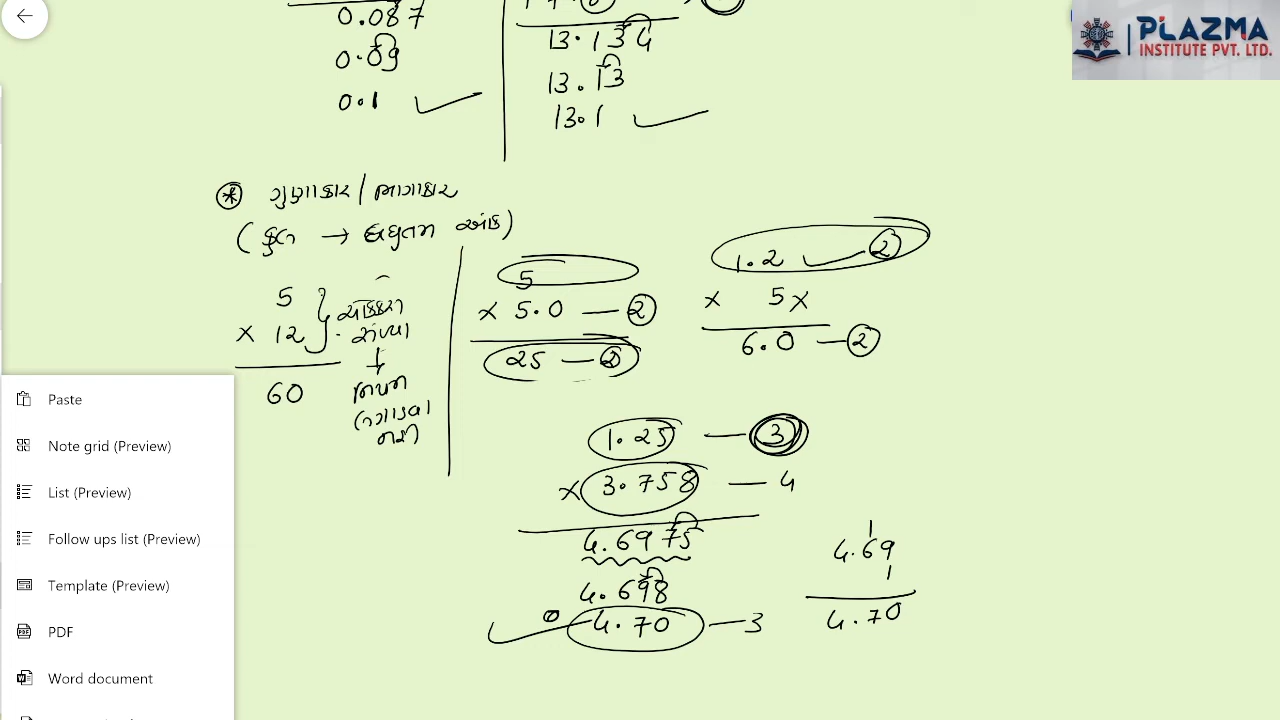 PLAZMA
INSTITUTE PVT. LTD.
0.087
0.09
0.1
13.134
13.13
13.1
* ગુણાકાર/ભાગાકાર
(કુલ → લઘુતમ અંક)
5
× 12
60
સંખ્યા
↓
5
× 5.0 — 2
25 — 2
1.2 2
× 5 ×
6.0 — 2
1.25 — 3
× 3.758 — 4
4.6975
4.698
4.70 — 3
1
4.69
1
4.70
Paste
Note grid (Preview)
List (Preview)
Follow ups list (Preview)
Template (Preview)
PDF
Word document